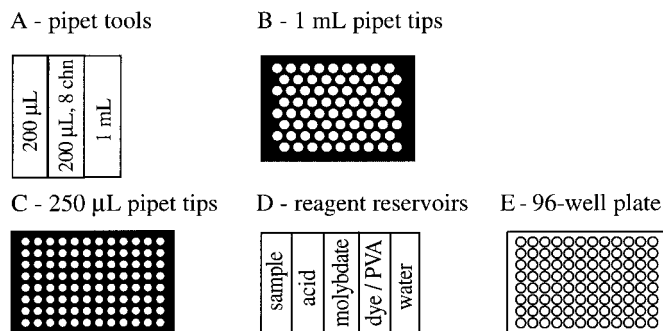 A - pipet tools
B - 1 mL pipet tips
200 µL
200 µL, 8 chn
1 mL
C - 250 µL pipet tips
D - reagent reservoirs
E - 96-well plate
sample
acid
molybdate
dye / PVA
water